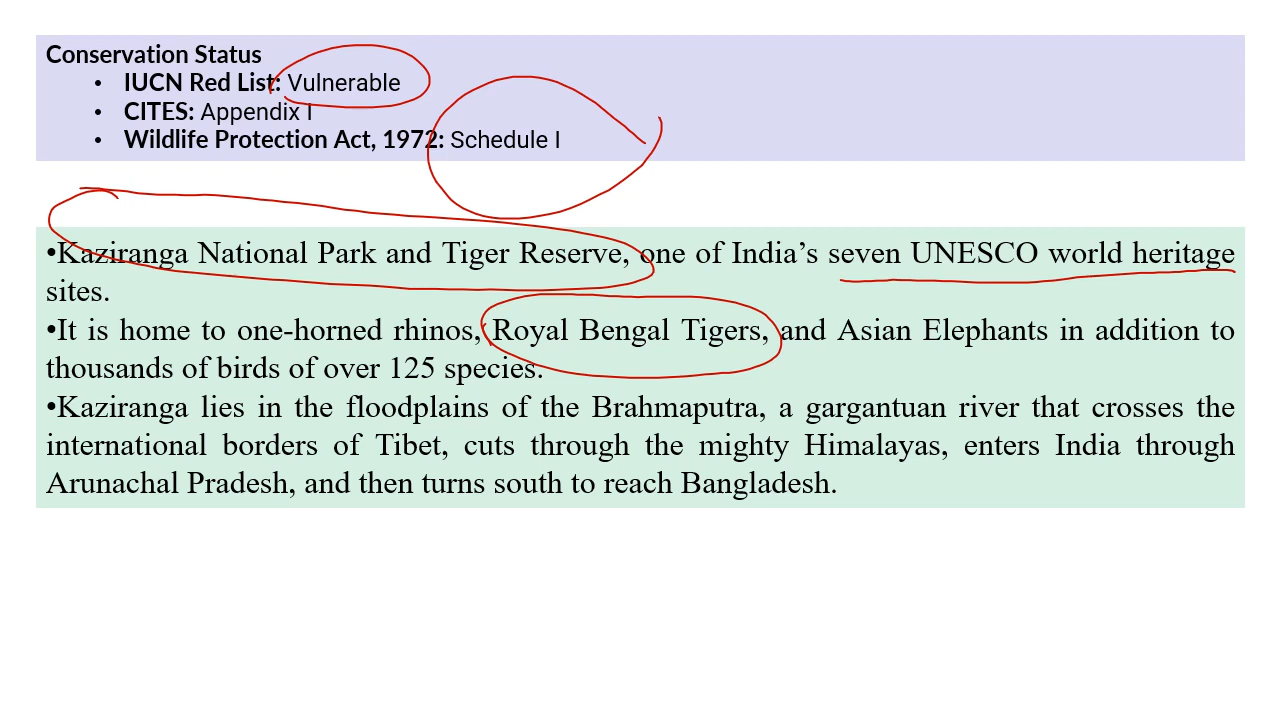 Conservation Status
• IUCN Red List: Vulnerable
• CITES: Appendix I
• Wildlife Protection Act, 1972: Schedule I
•Kaziranga National Park and Tiger Reserve, one of India’s seven UNESCO world heritage
sites.
•It is home to one-horned rhinos, Royal Bengal Tigers, and Asian Elephants in addition to
thousands of birds of over 125 species.
•Kaziranga lies in the floodplains of the Brahmaputra, a gargantuan river that crosses the
international borders of Tibet, cuts through the mighty Himalayas, enters India through
Arunachal Pradesh, and then turns south to reach Bangladesh.